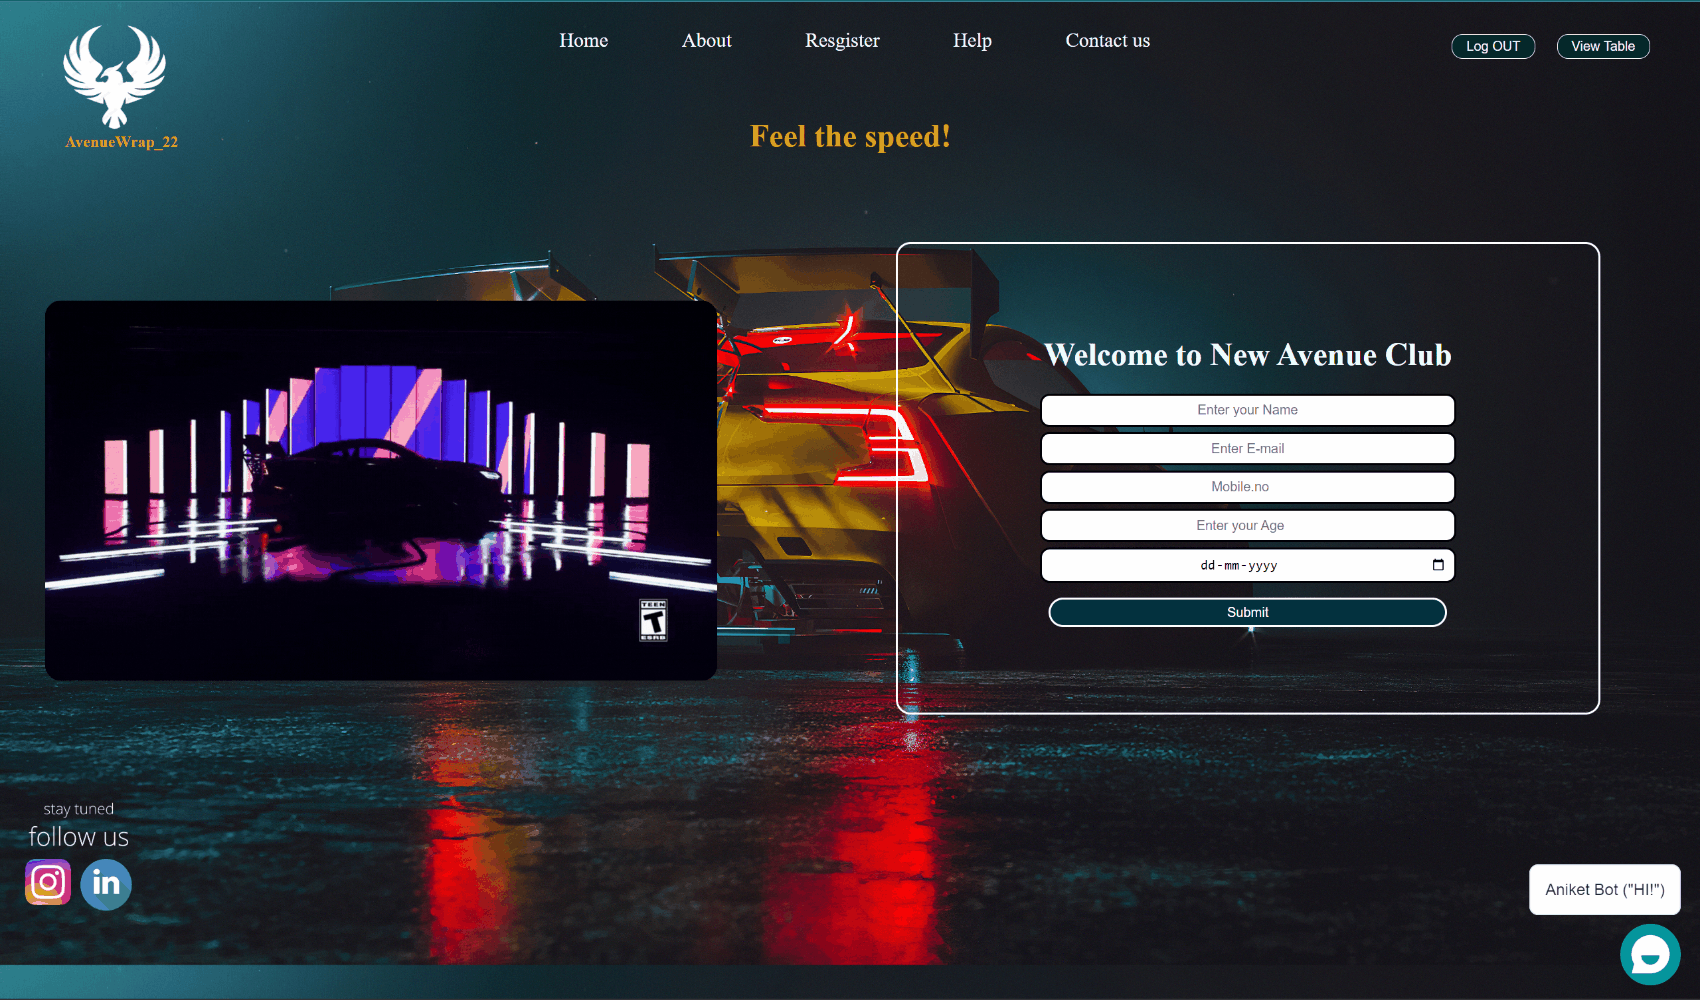 Home
About
Resgister
Help
Contact us
Log OUT
View Table
AvenueWrap_22
Feel the speed!
Welcome to New Avenue Club
Enter your Name
Enter E-mail
Mobile.no
Enter your Age
dd-mm-yyyy
Submit
TEEN
T
ESRB
stay tuned
follow us
in
Aniket Bot ("HI!")